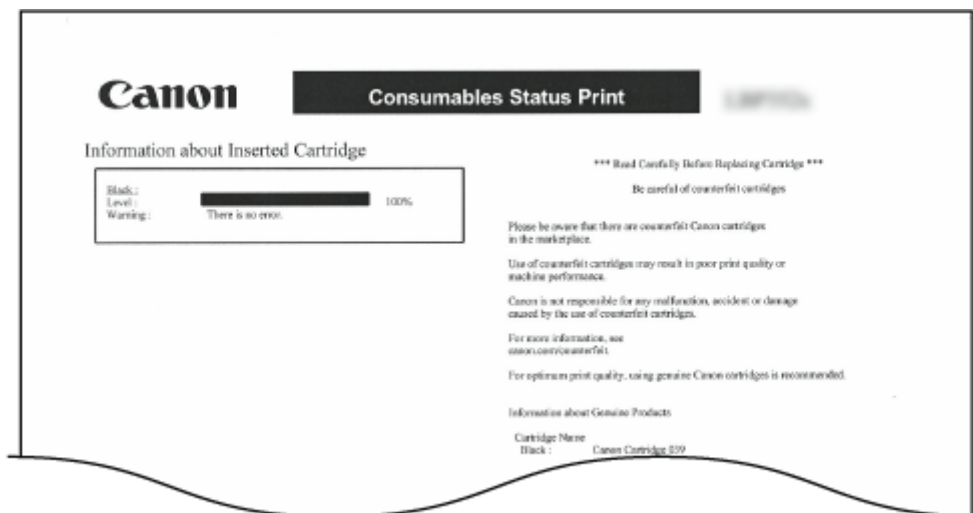 Canon
Consumables Status Print
Information about Inserted Cartridge
Black :
Level : 100%
Warning : There is no error.
*** Read Carefully Before Replacing Cartridge ***
Be careful of counterfeit cartridges
Please be aware that there are counterfeit Canon cartridges
in the marketplace.
Use of counterfeit cartridges may result in poor print quality or
machine performance.
Canon is not responsible for any malfunction, accident or damage
caused by the use of counterfeit cartridges.
For more information, see
canon.com/counterfeit.
For optimum print quality, using genuine Canon cartridges is recommended.
Information about Genuine Products
Cartridge Name
Black : Canon Cartridge 039